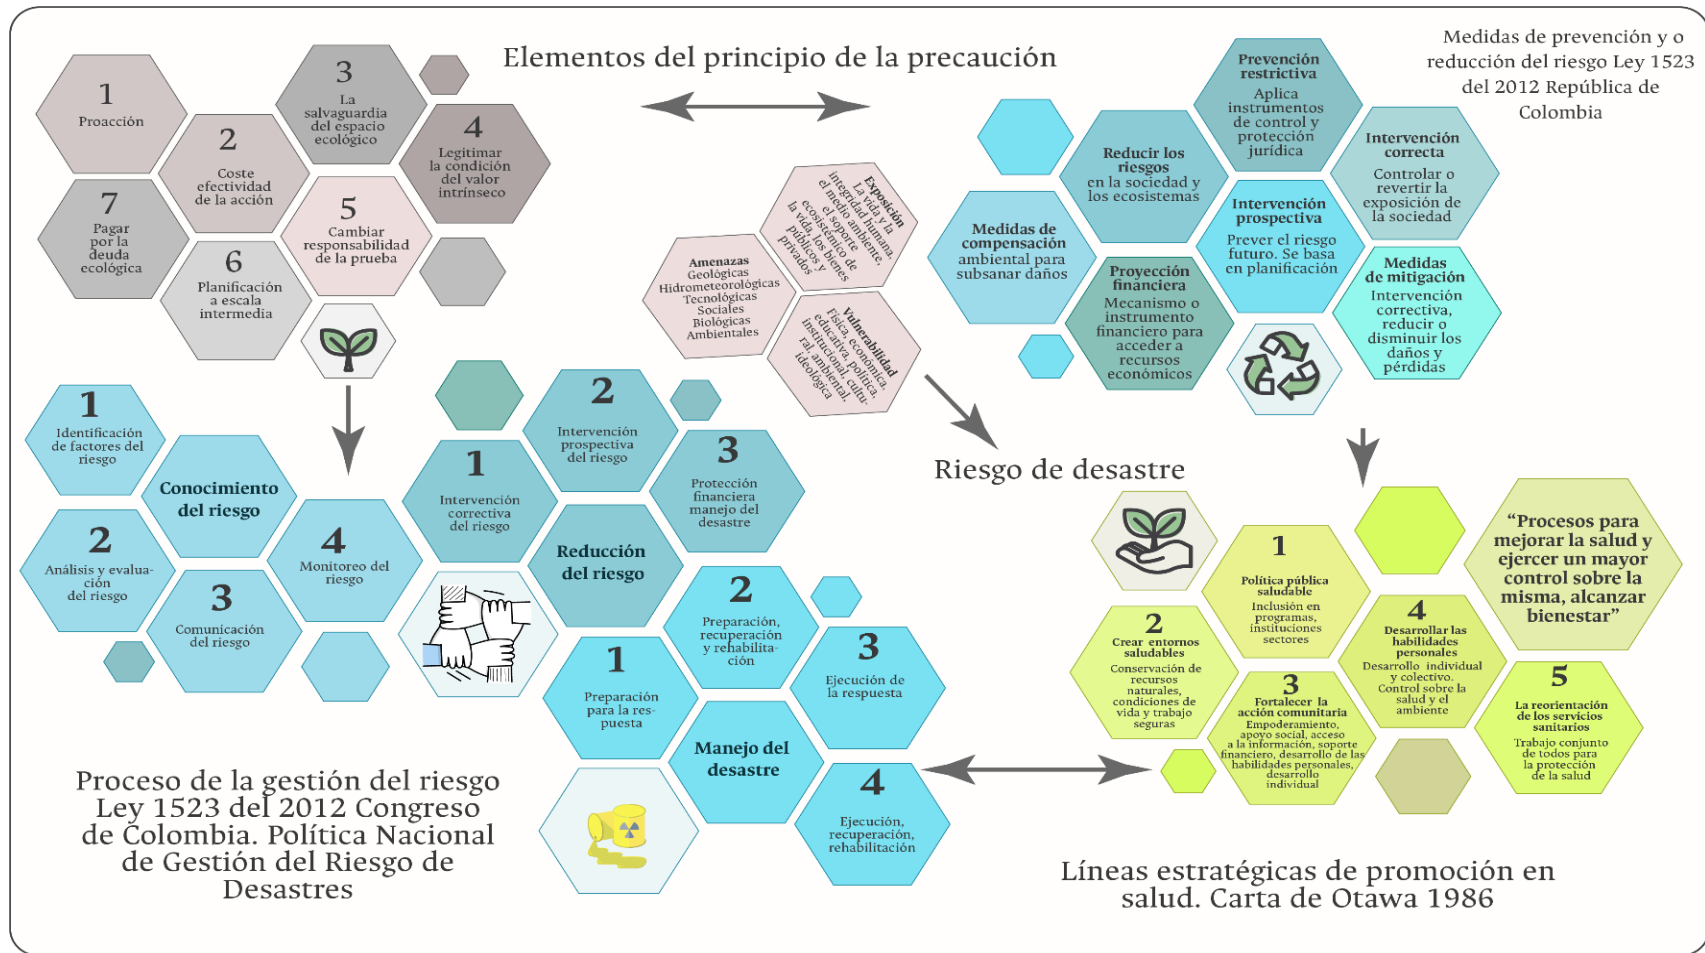 Elementos del principio de la precaución
1
Proacción
2
Coste
efectividad
de la acción
3
La
salvaguardia
del espacio
ecológico
4
Legitimar
la condición
del valor
intrínseco
5
Cambiar
responsabilidad
de la prueba
6
Planificación
a escala
intermedia
7
Pagar
por la
deuda
ecológica
Medidas de prevención y o
reducción del riesgo Ley 1523
del 2012 República de
Colombia
Prevención
restrictiva
Aplica
instrumentos
de control y
protección
jurídica
Reducir los
riesgos
en la sociedad y
los ecosistemas
Intervención
correcta
Controlar o
revertir la
exposición de
la sociedad
Medidas de
compensación
ambiental para
subsanar daños
Intervención
prospectiva
Prever el riesgo
futuro. Se basa
en planificación
Proyección
financiera
Mecanismo o
instrumento
financiero para
acceder a
recursos
económicos
Medidas
de mitigación
Intervención
correctiva,
reducir o
disminuir los
daños y
pérdidas
Exposición
La vida y la
integridad humana,
el medio ambiente,
el soporte
ecosistémico de
la vida, los bienes
públicos y
privados
Amenazas
Geológicas
Hidrometeorológicas
Tecnológicas
Sociales
Biológicas
Ambientales
Vulnerabilidad
Física, económica,
educativa, política,
institucional, cultu-
ral, ambiental,
ideológica
Riesgo de desastre
1
Identificación
de factores del
riesgo
Conocimiento
del riesgo
2
Análisis y evalua-
ción
del riesgo
3
Comunicación
del riesgo
4
Monitoreo del
riesgo
1
Intervención
correctiva
del riesgo
2
Intervención
prospectiva
del riesgo
3
Protección
financiera
manejo del
desastre
Reducción
del riesgo
1
Preparación
para la res-
puesta
2
Preparación,
recuperación
y rehabilita-
ción
3
Ejecución de
la respuesta
Manejo del
desastre
4
Ejecución,
recuperación,
rehabilitación
Proceso de la gestión del riesgo
Ley 1523 del 2012 Congreso
de Colombia. Política Nacional
de Gestión del Riesgo de
Desastres
1
Política pública
saludable
Inclusión en
programas,
instituciones
sectores
2
Crear entornos
saludables
Conservación de
recursos
naturales,
condiciones de
vida y trabajo
seguras
3
Fortalecer la
acción comunitaria
Empoderamiento,
apoyo social, acceso
a la información, soporte
financiero, desarrollo de las
habilidades personales,
desarrollo
individual
4
Desarrollar las
habilidades
personales
Desarrollo individual
y colectivo.
Control sobre la
salud y el
ambiente
5
La reorientación
de los servicios
sanitarios
Trabajo conjunto
de todos para
la protección
de la salud
“Procesos para
mejorar la salud y
ejercer un mayor
control sobre la
misma, alcanzar
bienestar”
Líneas estratégicas de promoción en
salud. Carta de Otawa 1986